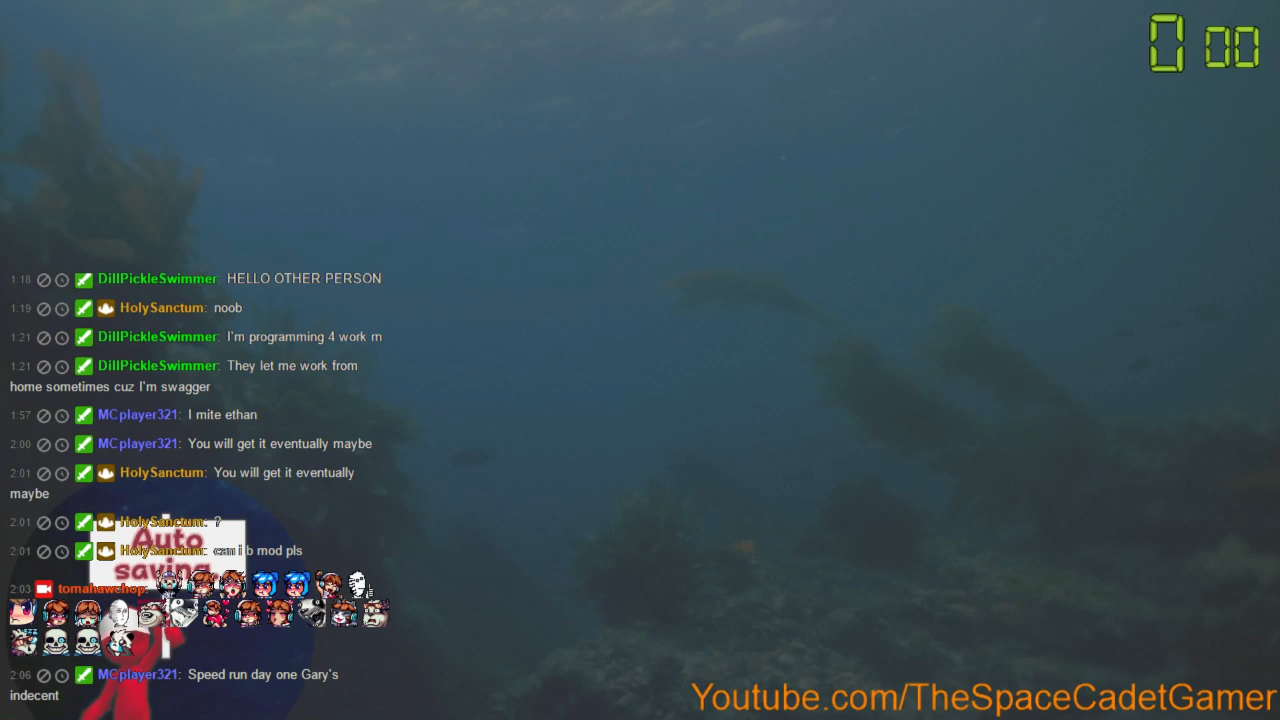 0 00
1:18 DillPickleSwimmer: HELLO OTHER PERSON
1:19 HolySanctum: noob
1:21 DillPickleSwimmer: I'm programming 4 work rn
1:21 DillPickleSwimmer: They let me work from
home sometimes cuz I'm swagger
1:57 MCplayer321: I mite ethan
2:00 MCplayer321: You will get it eventually maybe
2:01 HolySanctum: You will get it eventually
maybe
2:01 HolySanctum: ?
2:01 HolySanctum: can i b mod pls
Auto
saving
2:03 tomahawchop:
2:06 MCplayer321: Speed run day one Gary's
indecent
Youtube.com/TheSpaceCadetGamer